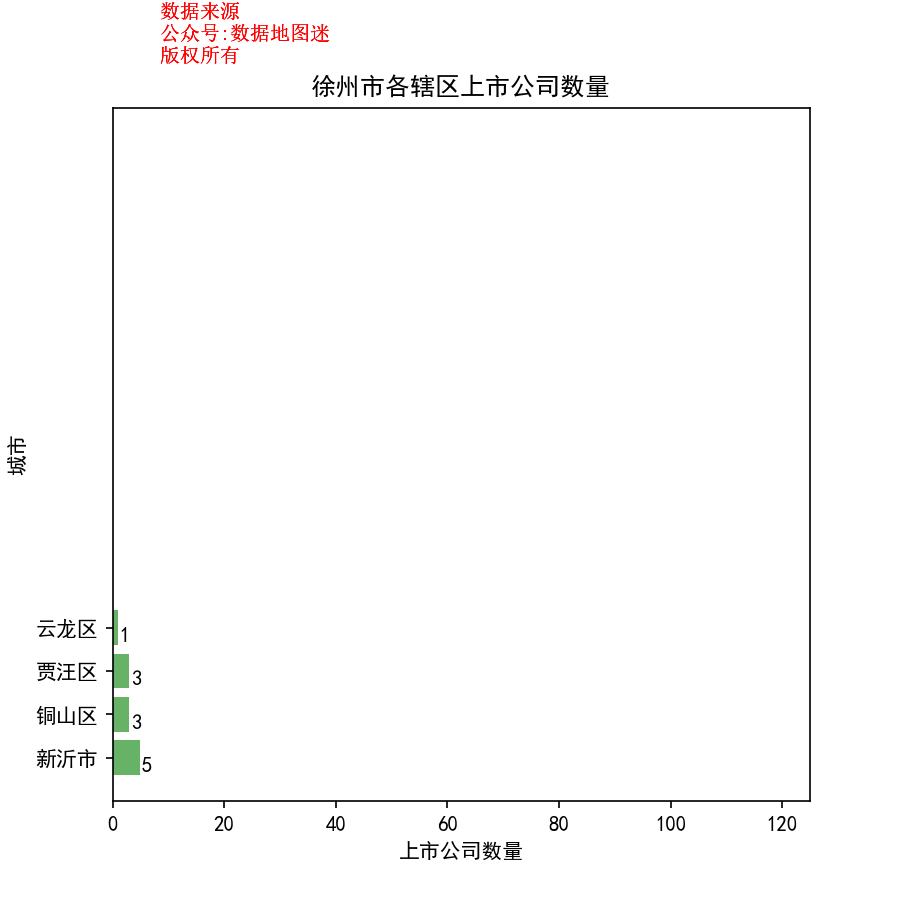 数据来源
公众号:数据地图迷
版权所有
徐州市各辖区上市公司数量
城市
云龙区 1
贾汪区 3
铜山区 3
新沂市 5
0 20 40 60 80 100 120
上市公司数量